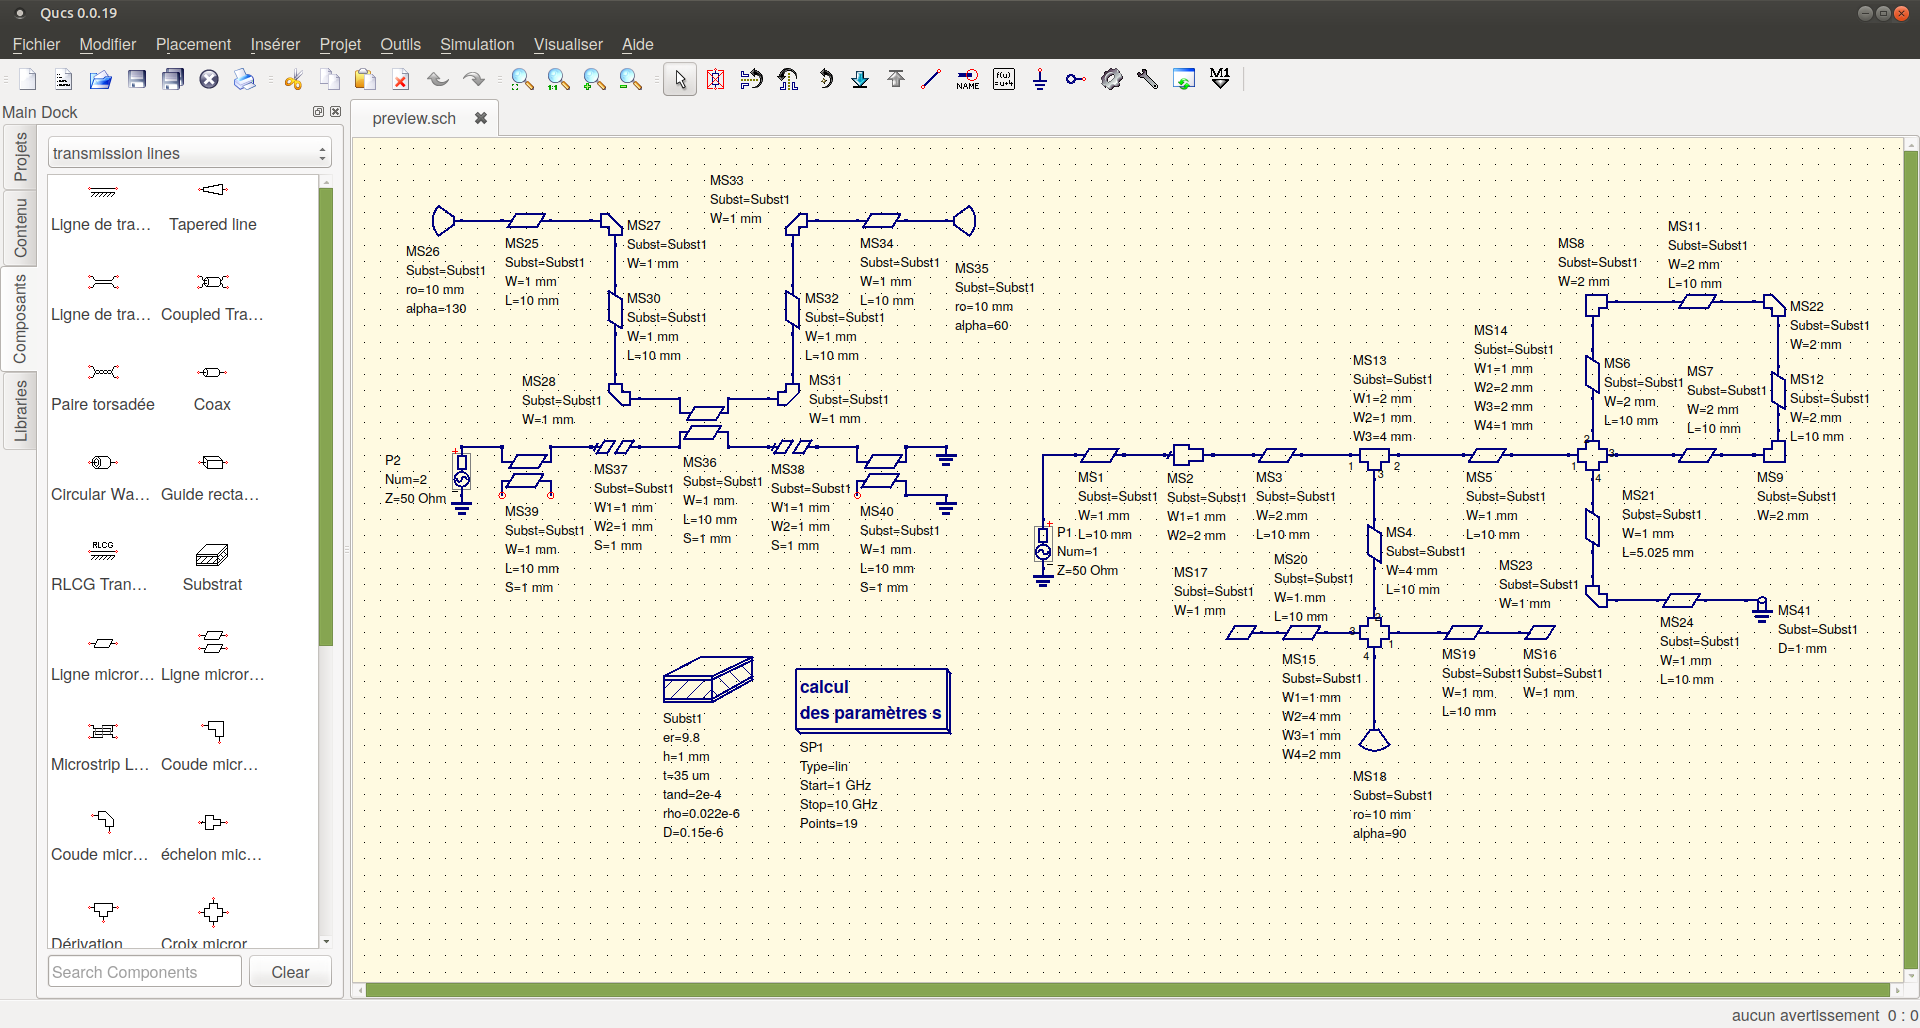 Qucs 0.0.19
Fichier Modifier Placement Insérer Projet Outils Simulation Visualiser Aide
NAME
f(u)
=u+4
M1
1:1
Main Dock
preview.sch
Projets
Contenu
Composants
Libraries
transmission lines
Ligne de tra... Tapered line
Ligne de tra... Coupled Tra...
Paire torsadée Coax
Circular Wa... Guide recta...
RLCG
RLCG Tran... Substrat
Ligne micror... Ligne micror...
Microstrip L... Coude micr...
Coude micr... échelon mic...
Dérivation Croix micror
Search Components Clear
MS33
Subst=Subst1
W=1 mm
MS26
Subst=Subst1
ro=10 mm
alpha=130
MS25
Subst=Subst1
W=1 mm
L=10 mm
MS27
Subst=Subst1
W=1 mm
MS34
Subst=Subst1
W=1 mm
L=10 mm
MS35
Subst=Subst1
ro=10 mm
alpha=60
MS30
Subst=Subst1
W=1 mm
L=10 mm
MS32
Subst=Subst1
W=1 mm
L=10 mm
MS28
Subst=Subst1
W=1 mm
MS31
Subst=Subst1
W=1 mm
P2
Num=2
Z=50 Ohm
MS39
Subst=Subst1
W=1 mm
L=10 mm
S=1 mm
MS37
Subst=Subst1
W1=1 mm
W2=1 mm
S=1 mm
MS36
Subst=Subst1
W=1 mm
L=10 mm
S=1 mm
MS38
Subst=Subst1
W1=1 mm
W2=1 mm
S=1 mm
MS40
Subst=Subst1
W=1 mm
L=10 mm
S=1 mm
Subst1
er=9.8
h=1 mm
t=35 um
tand=2e-4
rho=0.022e-6
D=0.15e-6
calcul
des paramètres s
SP1
Type=lin
Start=1 GHz
Stop=10 GHz
Points=19
P1
Num=1
Z=50 Ohm
MS1
Subst=Subst1
W=1 mm
L=10 mm
MS2
Subst=Subst1
W1=1 mm
W2=2 mm
MS3
Subst=Subst1
W=2 mm
L=10 mm
MS13
Subst=Subst1
W1=2 mm
W2=1 mm
W3=4 mm
1 2
3
MS14
Subst=Subst1
W1=1 mm
W2=2 mm
W3=2 mm
W4=1 mm
MS5
Subst=Subst1
W=1 mm
L=10 mm
MS8
Subst=Subst1
W=2 mm
MS11
Subst=Subst1
W=2 mm
L=10 mm
MS22
Subst=Subst1
W=2 mm
MS6
Subst=Subst1
W=2 mm
L=10 mm
MS7
Subst=Subst1
W=2 mm
L=10 mm
MS12
Subst=Subst1
W=2 mm
L=10 mm
2
3
1
4
MS9
Subst=Subst1
W=2 mm
MS21
Subst=Subst1
W=1 mm
L=5.025 mm
MS4
Subst=Subst1
W=4 mm
L=10 mm
MS17
Subst=Subst1
W=1 mm
MS20
Subst=Subst1
W=1 mm
L=10 mm
MS23
Subst=Subst1
W=1 mm
2
3
1
4
MS15
Subst=Subst1
W1=1 mm
W2=4 mm
W3=1 mm
W4=2 mm
MS19
Subst=Subst1
W=1 mm
L=10 mm
MS16
Subst=Subst1
W=1 mm
MS24
Subst=Subst1
W=1 mm
L=10 mm
MS41
Subst=Subst1
D=1 mm
MS18
Subst=Subst1
ro=10 mm
alpha=90
aucun avertissement 0 : 0